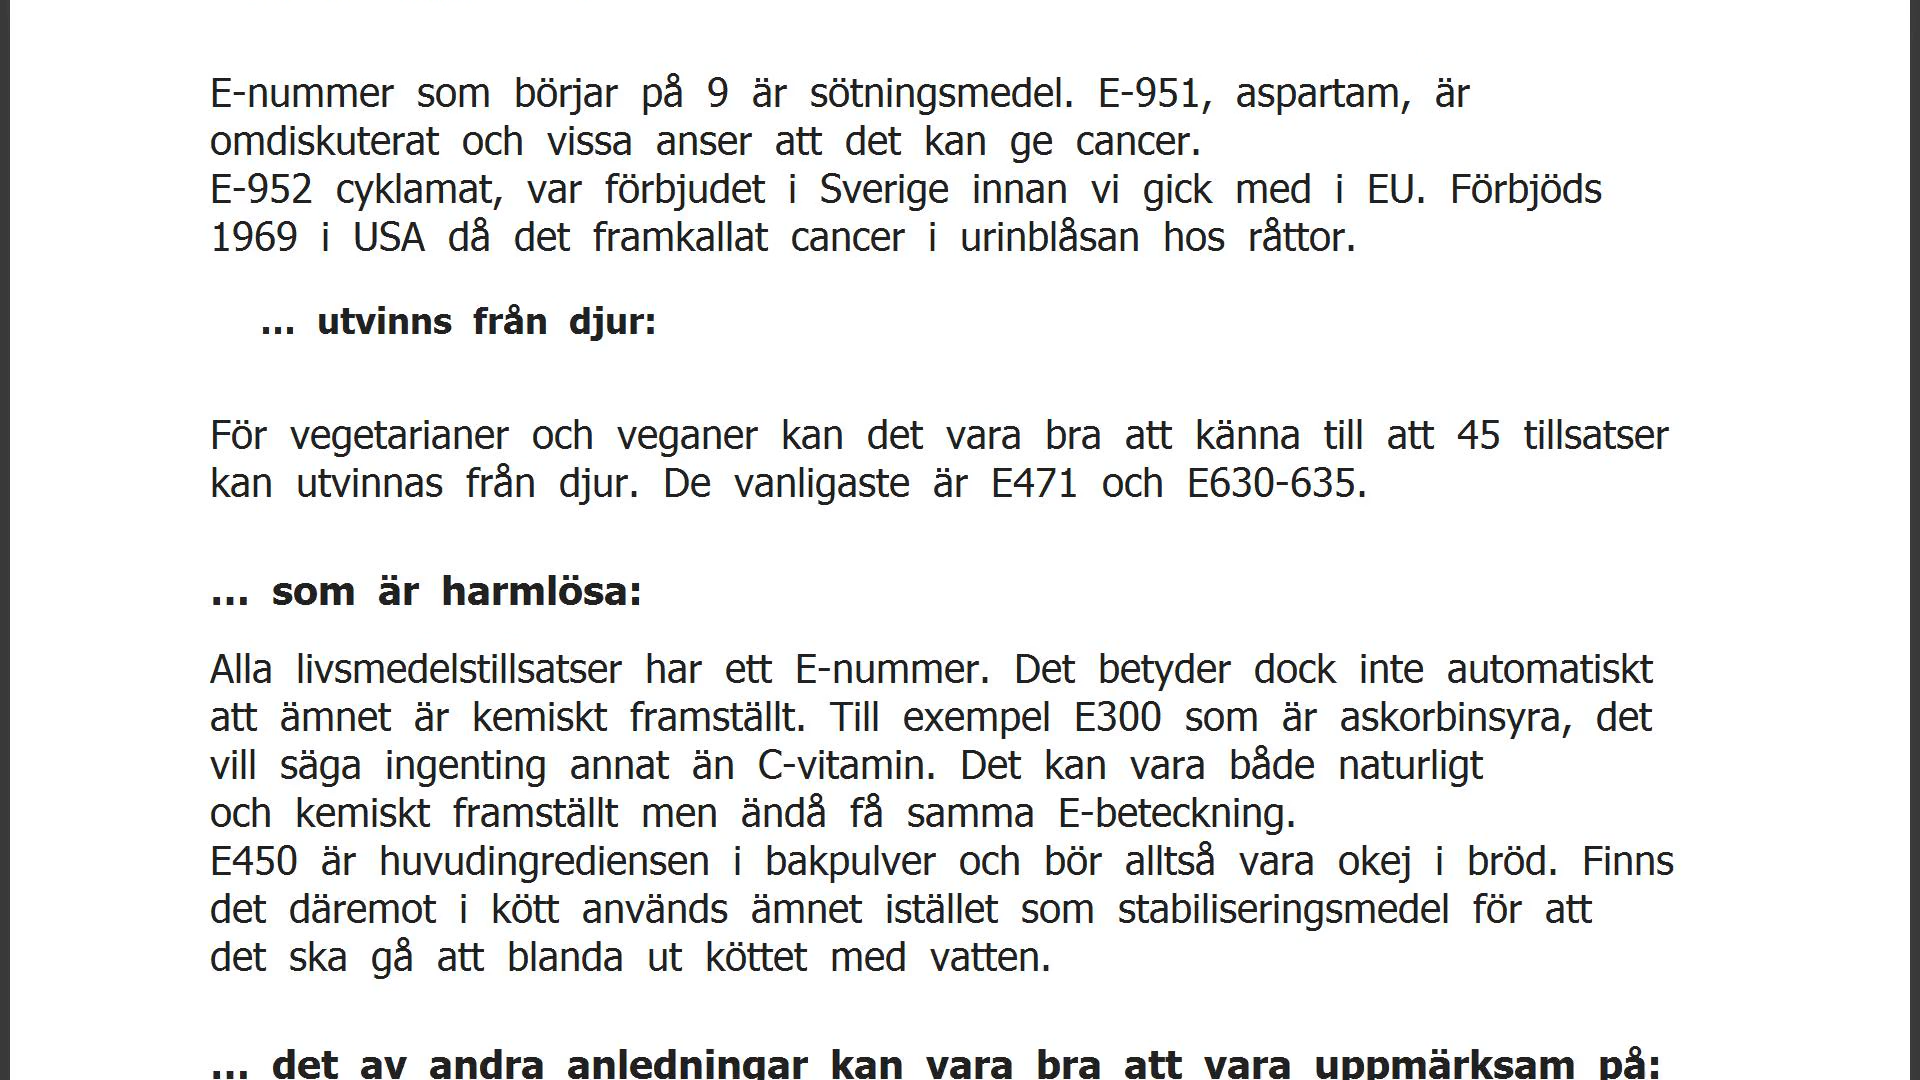 E-nummer som börjar på 9 är sötningsmedel. E-951, aspartam, är
omdiskuterat och vissa anser att det kan ge cancer.
E-952 cyklamat, var förbjudet i Sverige innan vi gick med i EU. Förbjöds
1969 i USA då det framkallat cancer i urinblåsan hos råttor.
... utvinns från djur:
För vegetarianer och veganer kan det vara bra att känna till att 45 tillsatser
kan utvinnas från djur. De vanligaste är E471 och E630-635.
... som är harmlösa:
Alla livsmedelstillsatser har ett E-nummer. Det betyder dock inte automatiskt
att ämnet är kemiskt framställt. Till exempel E300 som är askorbinsyra, det
vill säga ingenting annat än C-vitamin. Det kan vara både naturligt
och kemiskt framställt men ändå få samma E-beteckning.
E450 är huvudingrediensen i bakpulver och bör alltså vara okej i bröd. Finns
det däremot i kött används ämnet istället som stabiliseringsmedel för att
det ska gå att blanda ut köttet med vatten.
... det av andra anledningar kan vara bra att vara uppmärksam på: